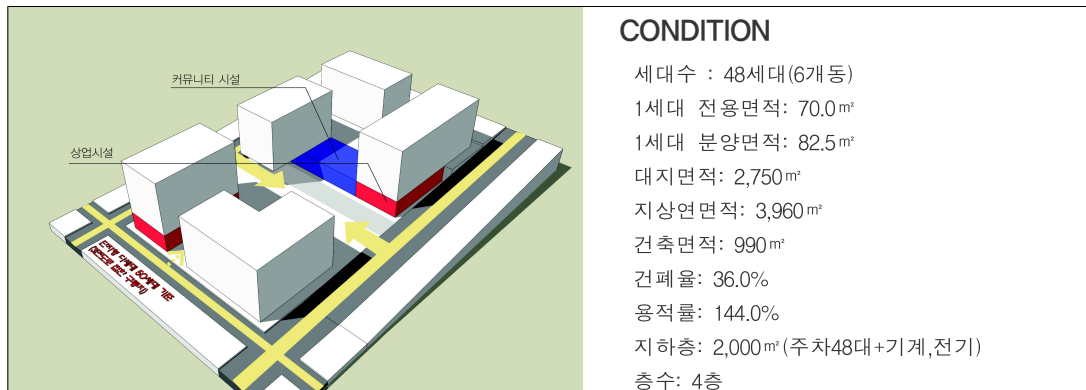 커뮤니티 시설
상업시설
CONDITION
세대수 : 48세대(6개동)
1세대 전용면적: 70.0㎡
1세대 분양면적: 82.5㎡
대지면적: 2,750㎡
지상연면적: 3,960㎡
건축면적: 990㎡
건폐율: 36.0%
용적률: 144.0%
지하층: 2,000㎡(주차48대+기계,전기)
층수: 4층